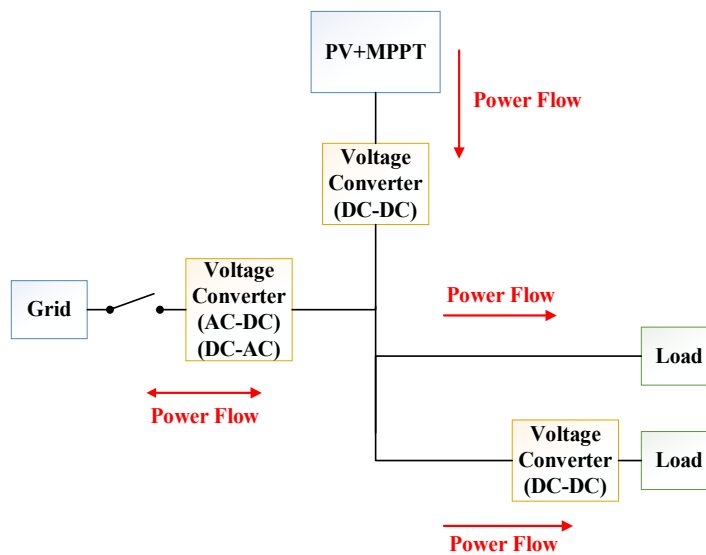 PV+MPPT
Power Flow
Voltage
Converter
(DC-DC)
Grid
Voltage
Converter
(AC-DC)
(DC-AC)
Power Flow
Power Flow
Load
Voltage
Converter
(DC-DC)
Load
Power Flow